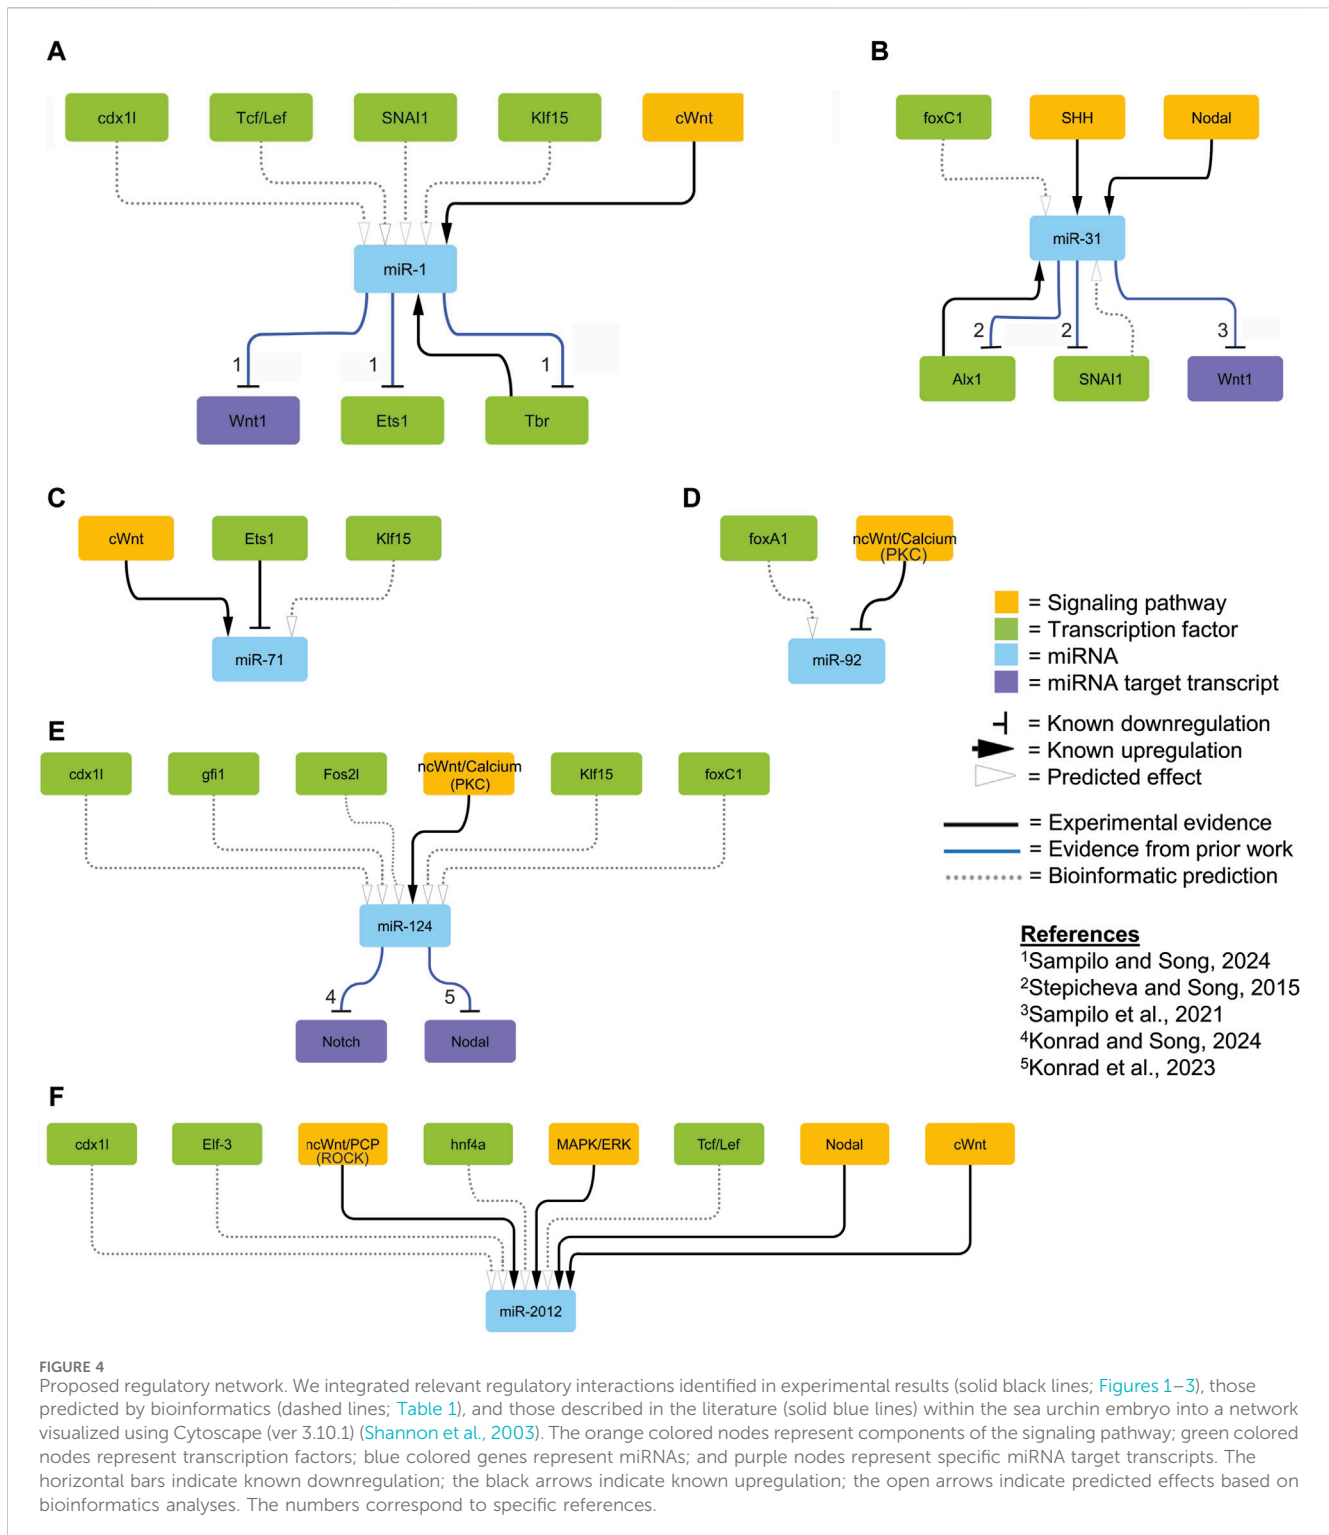 A
B
cdx1l
Tcf/Lef
SNAI1
Klf15
cWnt
foxC1
SHH
Nodal
miR-1
miR-31
1
1
1
2
2
3
Wnt1
Ets1
Tbr
Alx1
SNAI1
Wnt1
C
D
cWnt
Ets1
Klf15
foxA1
ncWnt/Calcium
(PKC)
miR-71
miR-92
= Signaling pathway
= Transcription factor
= miRNA
= miRNA target transcript
= Known downregulation
= Known upregulation
= Predicted effect
= Experimental evidence
= Evidence from prior work
= Bioinformatic prediction
E
cdx1l
gfi1
Fos2l
ncWnt/Calcium
(PKC)
Klf15
foxC1
miR-124
4
5
Notch
Nodal
References
1Sampilo and Song, 2024
2Stepicheva and Song, 2015
3Sampilo et al., 2021
4Konrad and Song, 2024
5Konrad et al., 2023
F
cdx1l
Elf-3
ncWnt/PCP
(ROCK)
hnf4a
MAPK/ERK
Tcf/Lef
Nodal
cWnt
miR-2012
FIGURE 4
Proposed regulatory network. We integrated relevant regulatory interactions identified in experimental results (solid black lines; Figures 1–3), those
predicted by bioinformatics (dashed lines; Table 1), and those described in the literature (solid blue lines) within the sea urchin embryo into a network
visualized using Cytoscape (ver 3.10.1) (Shannon et al., 2003). The orange colored nodes represent components of the signaling pathway; green colored
nodes represent transcription factors; blue colored genes represent miRNAs; and purple nodes represent specific miRNA target transcripts. The
horizontal bars indicate known downregulation; the black arrows indicate known upregulation; the open arrows indicate predicted effects based on
bioinformatics analyses. The numbers correspond to specific references.